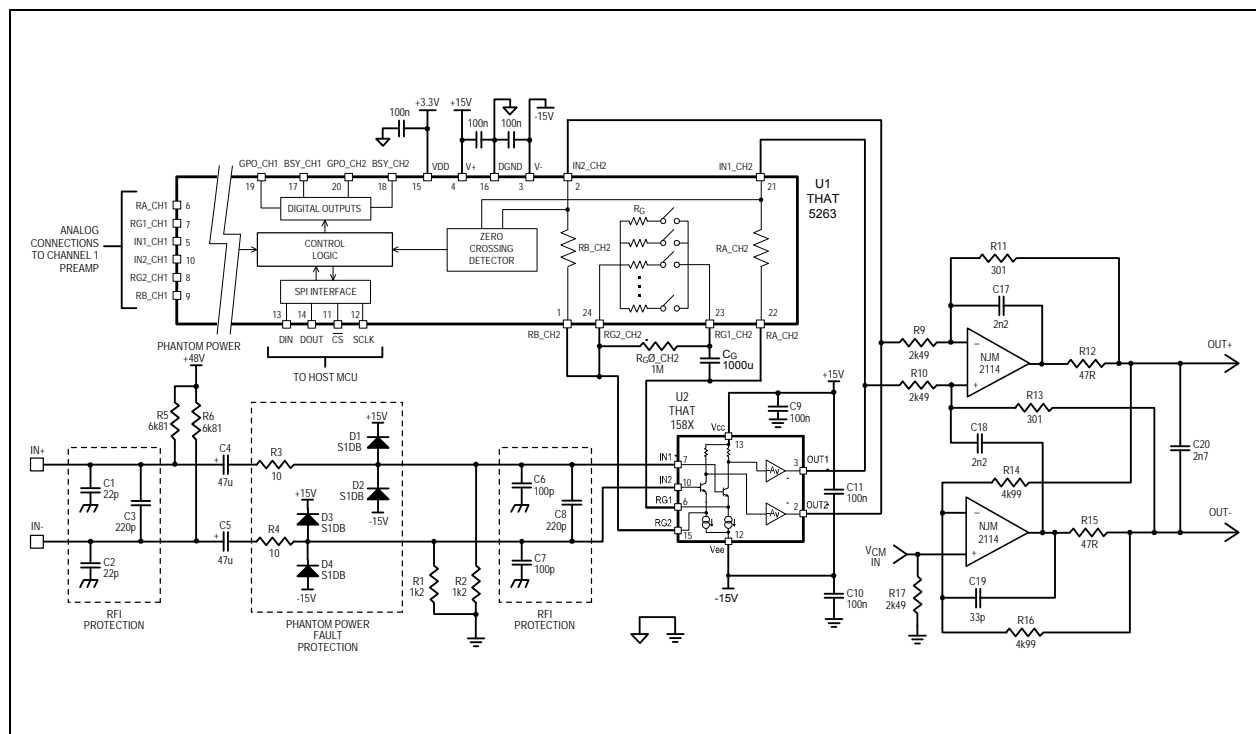 +3.3V
+15V
-15V
100n
100n
100n
GPO_CH1
BSY_CH1
GPO_CH2
BSY_CH2
VDD
V+
DGND
V-
IN2_CH2
IN1_CH2
19
17
20
18
15
4
16
3
2
21
U1
THAT
5263
ANALOG
CONNECTIONS
TO CHANNEL 1
PREAMP
RA_CH1 6
RG1_CH1 7
IN1_CH1 5
IN2_CH1 10
RG2_CH1 8
RB_CH1 9
DIGITAL OUTPUTS
CONTROL
LOGIC
SPI INTERFACE
ZERO
CROSSING
DETECTOR
RB_CH2
RG
RA_CH2
13
14
11
12
1
24
23
22
DIN
DOUT
CS
SCLK
RB_CH2
RG2_CH2
RG1_CH2
RA_CH2
TO HOST MCU
RGØ_CH2
1M
CG
1000u
PHANTOM POWER
+48V
R5
6k81
R6
6k81
IN+
IN-
C1
22p
C2
22p
C3
220p
RFI
PROTECTION
C4
+
47u
C5
+
47u
R3
10
R4
10
+15V
D1
S1DB
D2
S1DB
-15V
+15V
D3
S1DB
D4
S1DB
-15V
PHANTOM POWER
FAULT
PROTECTION
R1
1k2
R2
1k2
C6
100p
C7
100p
C8
220p
RFI
PROTECTION
U2
THAT
158X
Vcc
13
C9
100n
+15V
IN1
7
IN2
10
RG1
6
RG2
15
-Av
-Av
3
OUT1
2
OUT2
12
Vee
-15V
C11
100n
C10
100n
R9
2k49
R10
2k49
R11
301
C17
2n2
NJM
2114
−
+
R12
47R
OUT+
R13
301
C18
2n2
C20
2n7
R14
4k99
NJM
2114
−
+
R15
47R
OUT-
VCM
IN
R17
2k49
C19
33p
R16
4k99